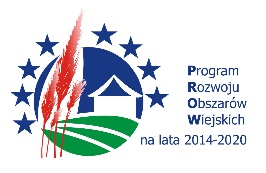 Program
Rozwoju
Obszarów
Wiejskich
na lata 2014-2020